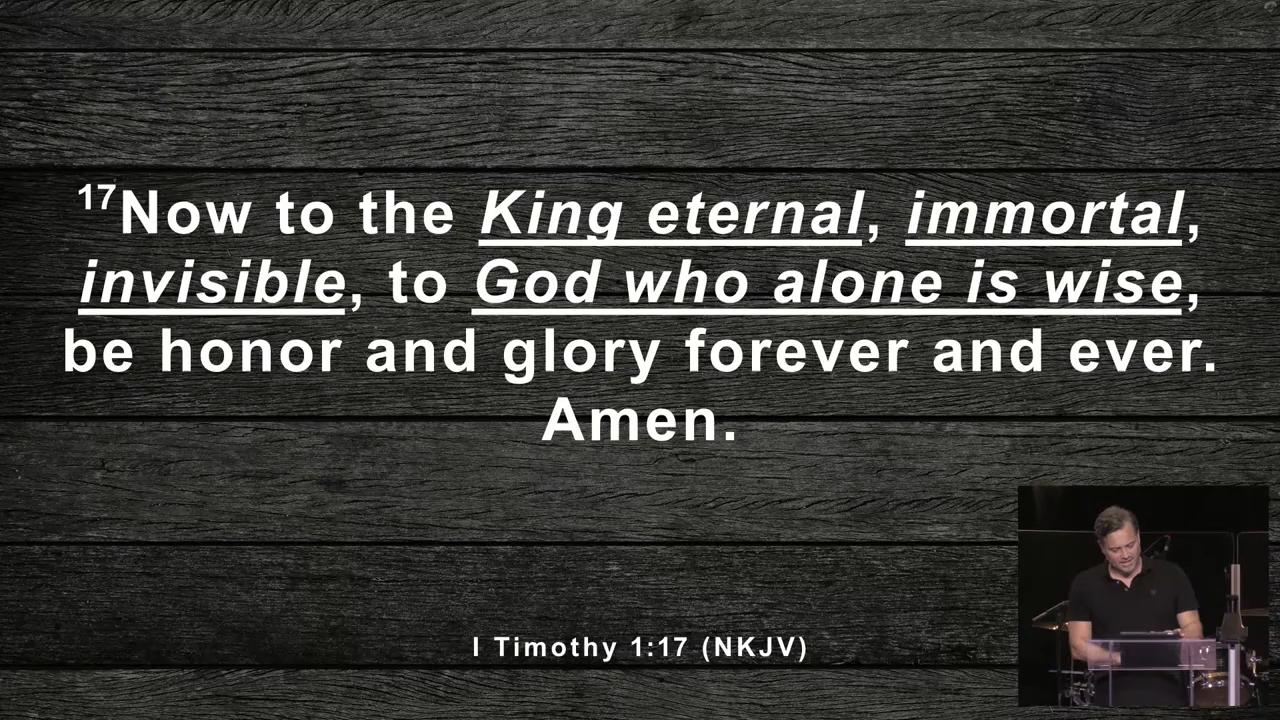 17Now to the King eternal, immortal,
invisible, to God who alone is wise,
be honor and glory forever and ever.
Amen.
I Timothy 1:17 (NKJV)